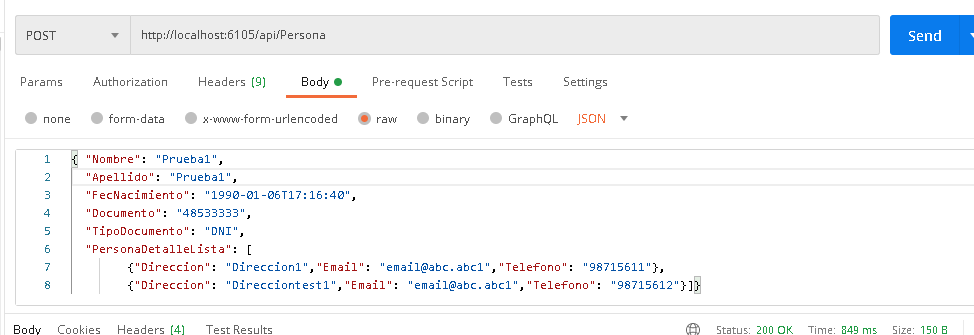 POST http://localhost:6105/api/Persona Send
Params Authorization Headers (9) Body Pre-request Script Tests Settings
none form-data x-www-form-urlencoded raw binary GraphQL JSON
1 { "Nombre": "Prueba1",
2 "Apellido": "Prueba1",
3 "FecNacimiento": "1990-01-06T17:16:40",
4 "Documento": "48533333",
5 "TipoDocumento": "DNI",
6 "PersonaDetalleLista": [
7 {"Direccion": "Direccion1","Email": "email@abc.abc1","Telefono": "98715611"},
8 {"Direccion": "Direcciontest1","Email": "email@abc.abc1","Telefono": "98715612"}]}
Body Cookies Headers (4) Test Results Status: 200 OK Time: 849 ms Size: 150 B